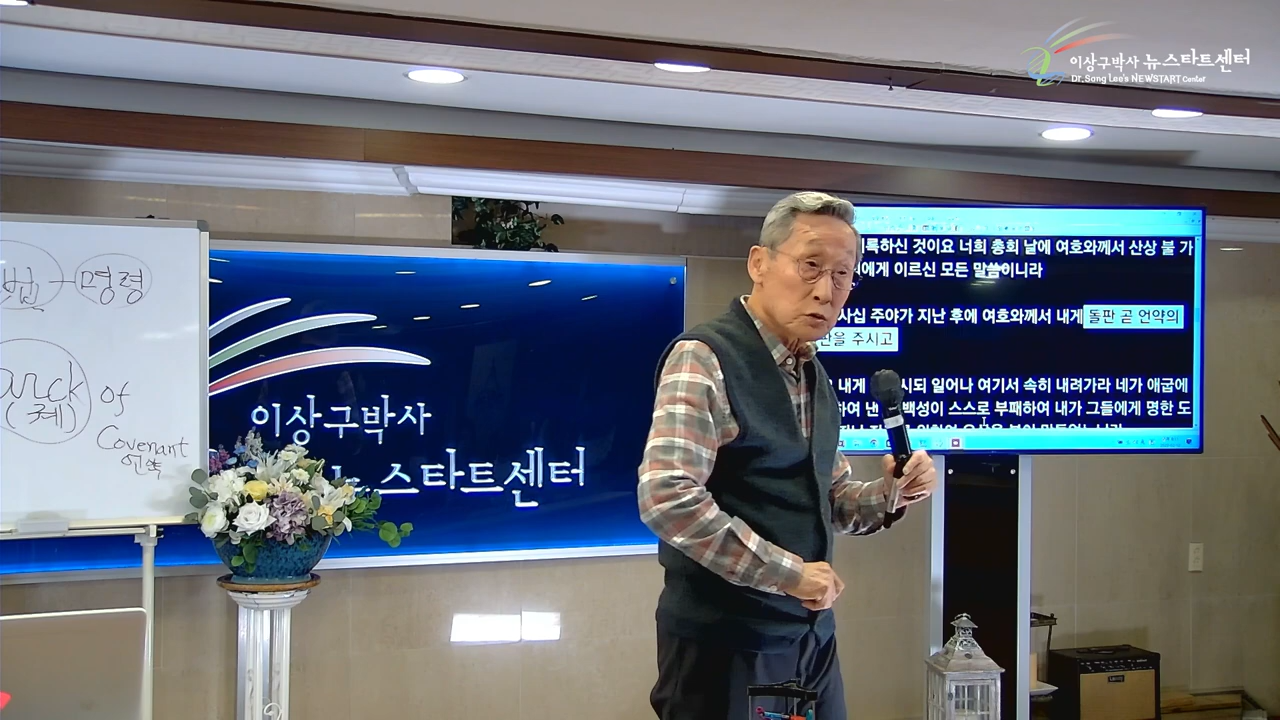 이상구박사 뉴스타트센터
Dr. Sang Lee's NEWSTART Center
법 - 명령
Ark of
(궤)
Covenant
언약
이상구박사
뉴스타트센터
록하신 것이요 너희 총회 날에 여호와께서 산상 불 가
에게 이르신 모든 말씀이니라
사십 주야가 지난 후에 여호와께서 내게 돌판 곧 언약의
판을 주시고
내게 시되 일어나 여기서 속히 내려가라 네가 애굽에
하여 낸 백성이 스스로 부패하여 내가 그들에게 명한 도